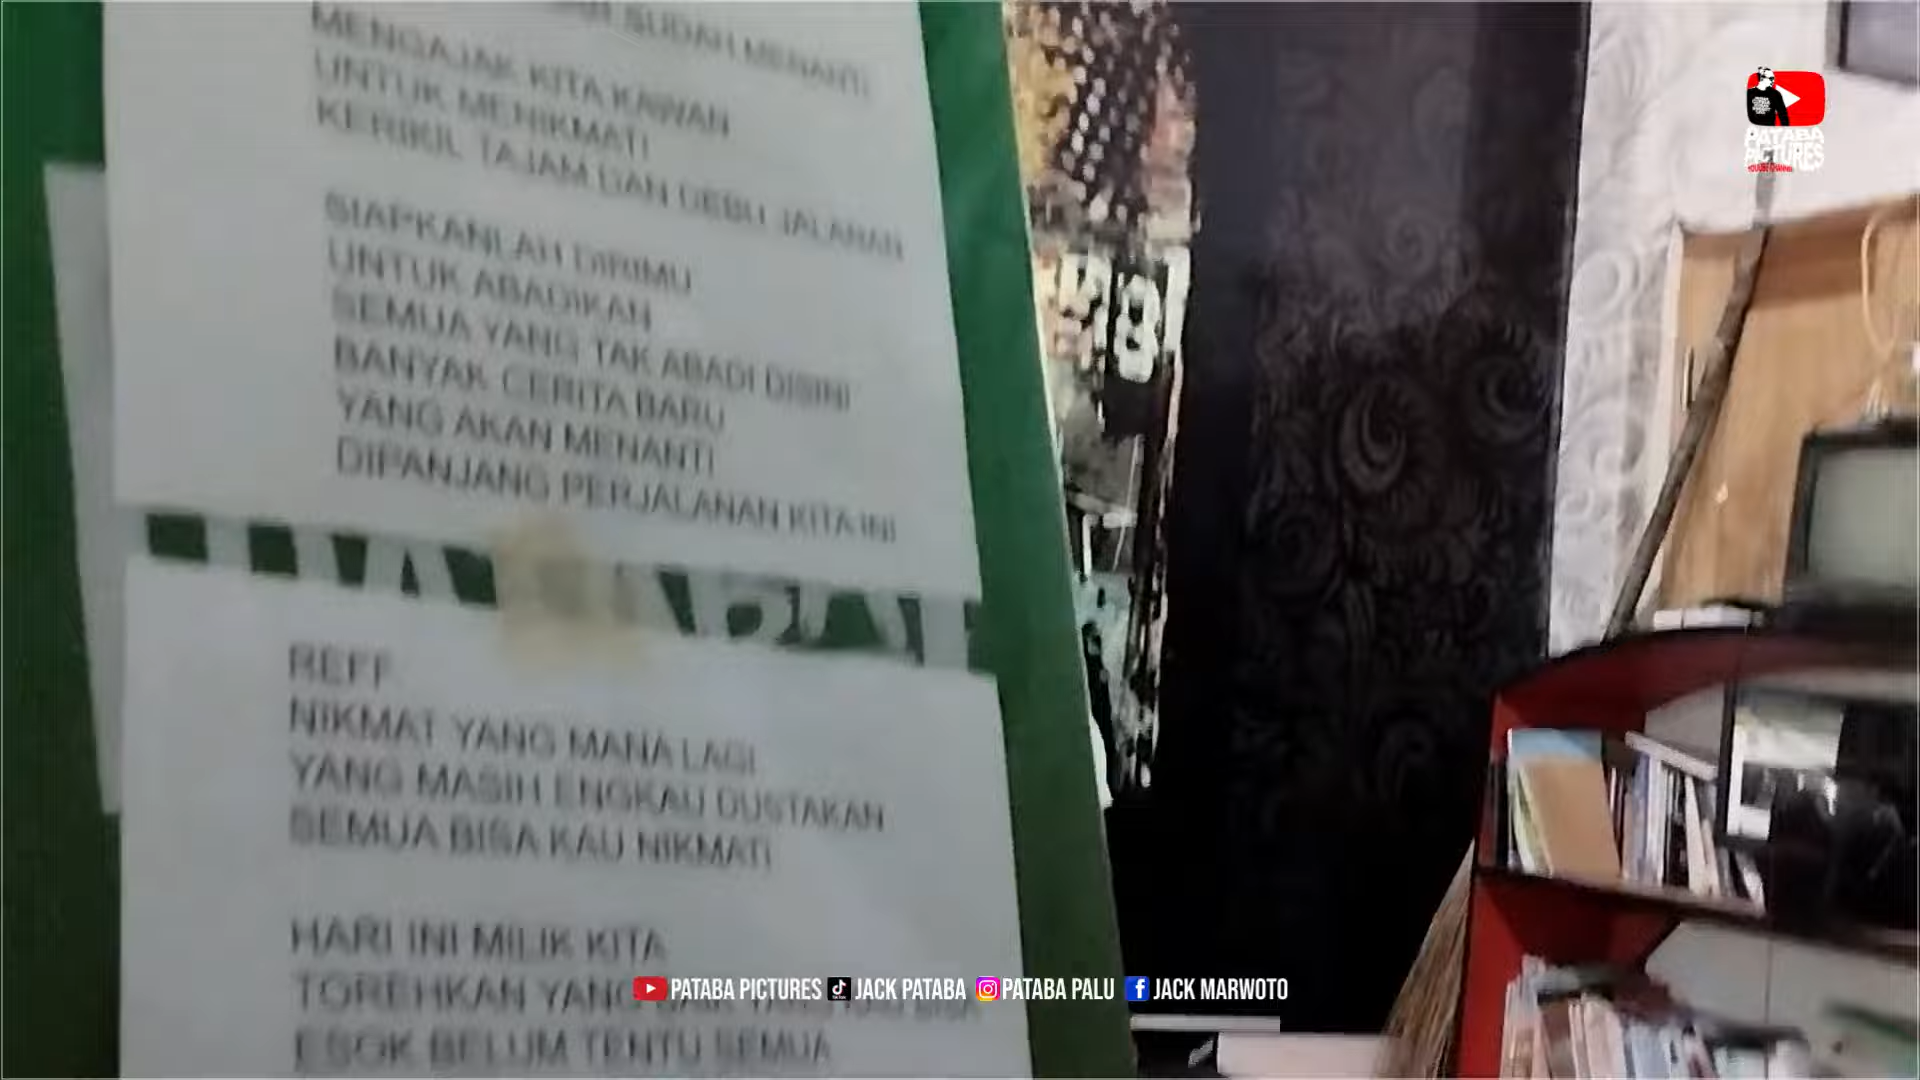 SUDAH MENANTI
MENGAJAK KITA KAWAN
UNTUK MENIKMATI
KERIKIL TAJAM DAN DEBU JALANAN
SIAPKANLAH DIRIMU
UNTUK ABADIKAN
SEMUA YANG TAK ABADI DISINI
BANYAK CERITA BARU
YANG AKAN MENANTI
DIPANJANG PERJALANAN KITA INI
REFF
NIKMAT YANG MANA LAGI
YANG MASIH ENGKAU DUSTAKAN
SEMUA BISA KAU NIKMATI
HARI INI MILIK KITA
TOREHKAN YANG
ESOK BELUM TENTU SEMUA
PATABA
PICTURES
PATABA PICTURES JACK PATABA PATABA PALU JACK MARWOTO